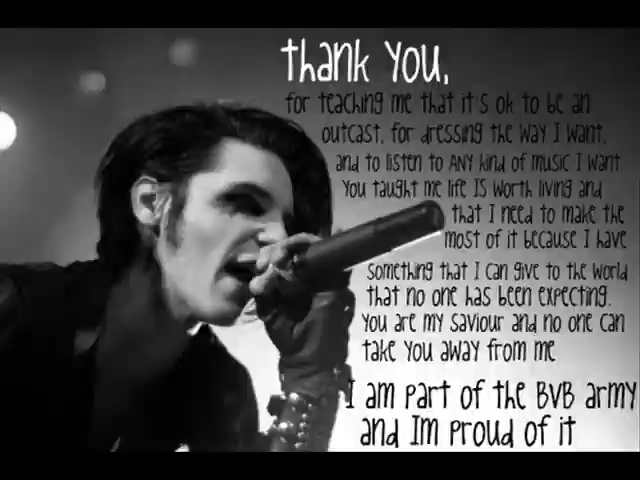 Thank you,
for teaching me that it's ok to be an
outcast, for dressing the way I want,
and to listen to ANY kind of music I want
you taught me life IS worth living and
that I need to make the
most of it because I have
something that I can give to the world
that no one has been expecting.
you are my saviour and no one can
take you away from me
I am part of the BVB army
and Im proud of it